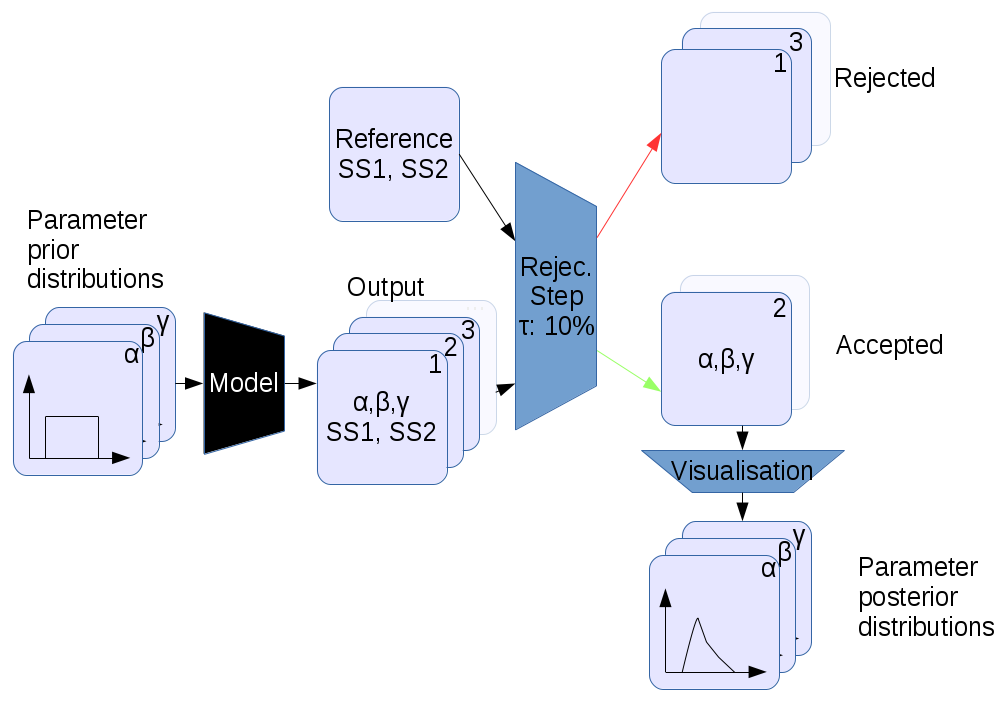 3
1
Rejected
Reference
SS1, SS2
Parameter
prior
distributions
γ
β
α
Model
Output
3
2
1
α,β,γ
SS1, SS2
Rejec.
Step
τ: 10%
2
α,β,γ
Accepted
Visualisation
γ
β
α
Parameter
posterior
distributions